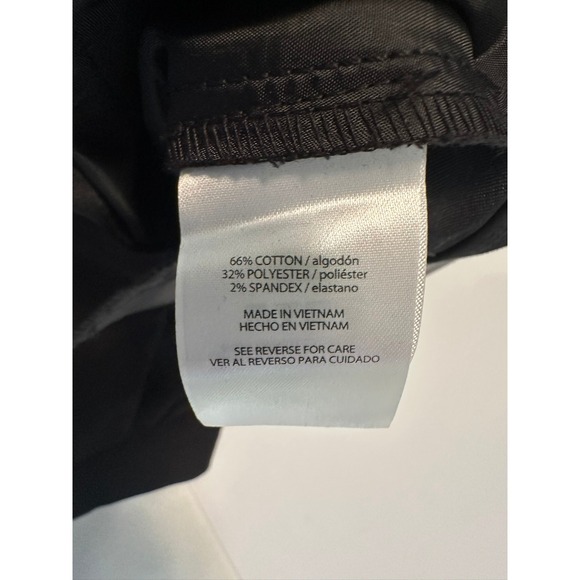 66% COTTON / algodón
32% POLYESTER / poliéster
2% SPANDEX / elastano
MADE IN VIETNAM
HECHO EN VIETNAM
SEE REVERSE FOR CARE
VER AL REVERSO PARA CUIDADO